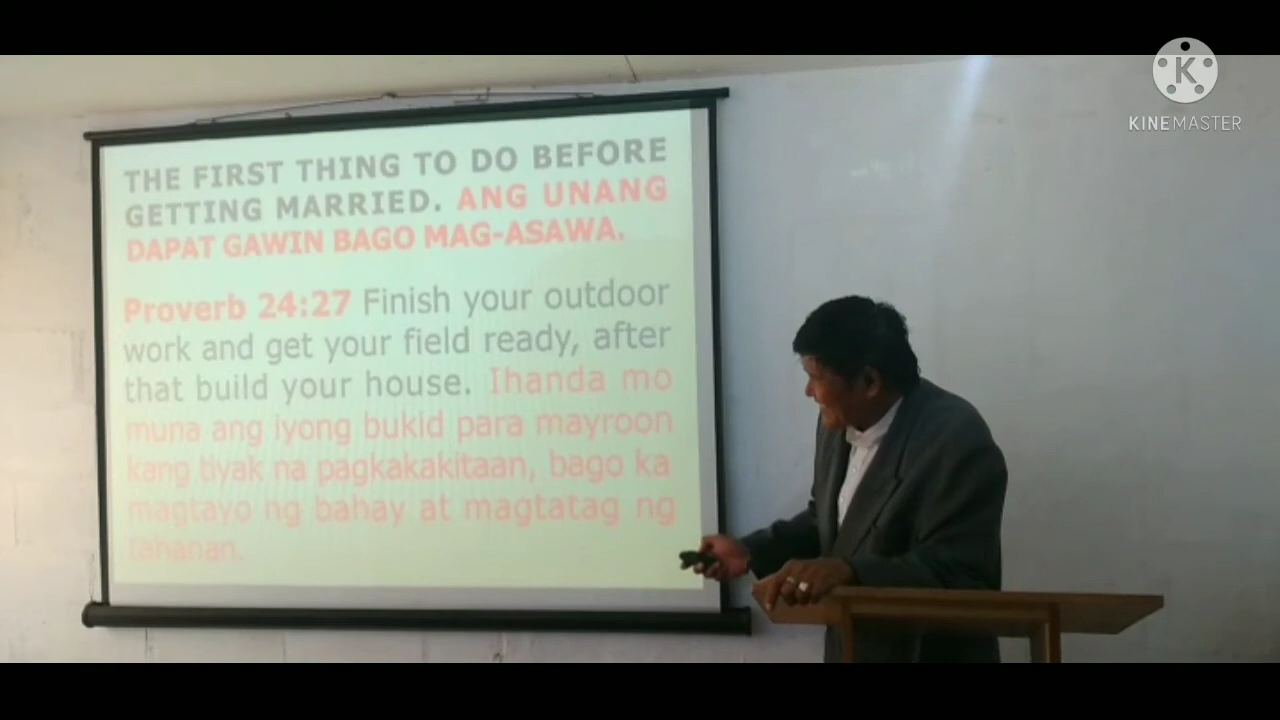 THE FIRST THING TO DO BEFORE
GETTING MARRIED. ANG UNANG
DAPAT GAWIN BAGO MAG-ASAWA.
Proverb 24:27 Finish your outdoor
work and get your field ready, after
that build your house. Ihanda mo
muna ang iyong bukid para mayroon
kang tiyak na pagkakakitaan, bago ka
magtayo ng bahay at magtatag ng
tahanan.
K
KINEMASTER